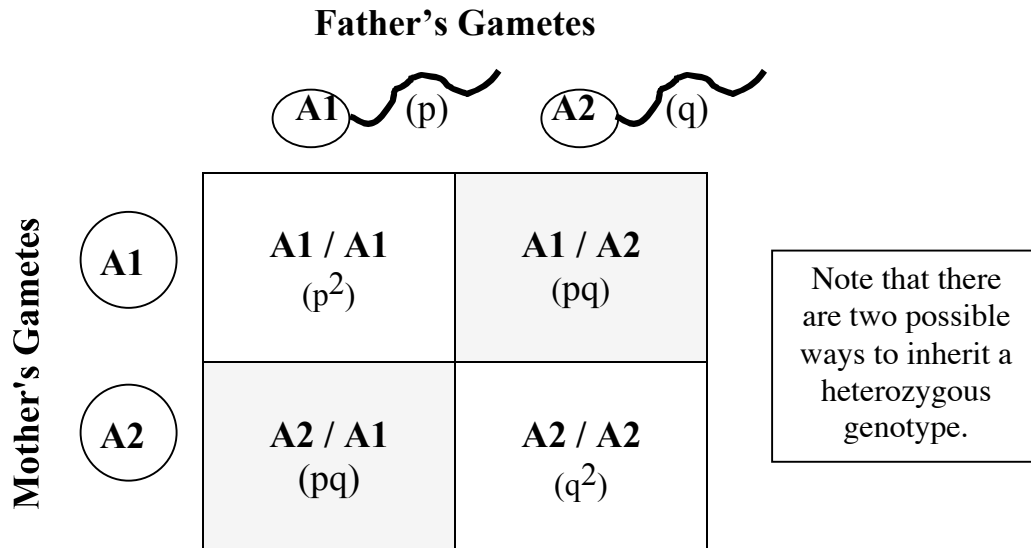 Father’s Gametes
A1 (p) A2 (q)
Mother's Gametes
A1
A1 / A1
(p²)
A1 / A2
(pq)
A2
A2 / A1
(pq)
A2 / A2
(q²)
Note that there
are two possible
ways to inherit a
heterozygous
genotype.